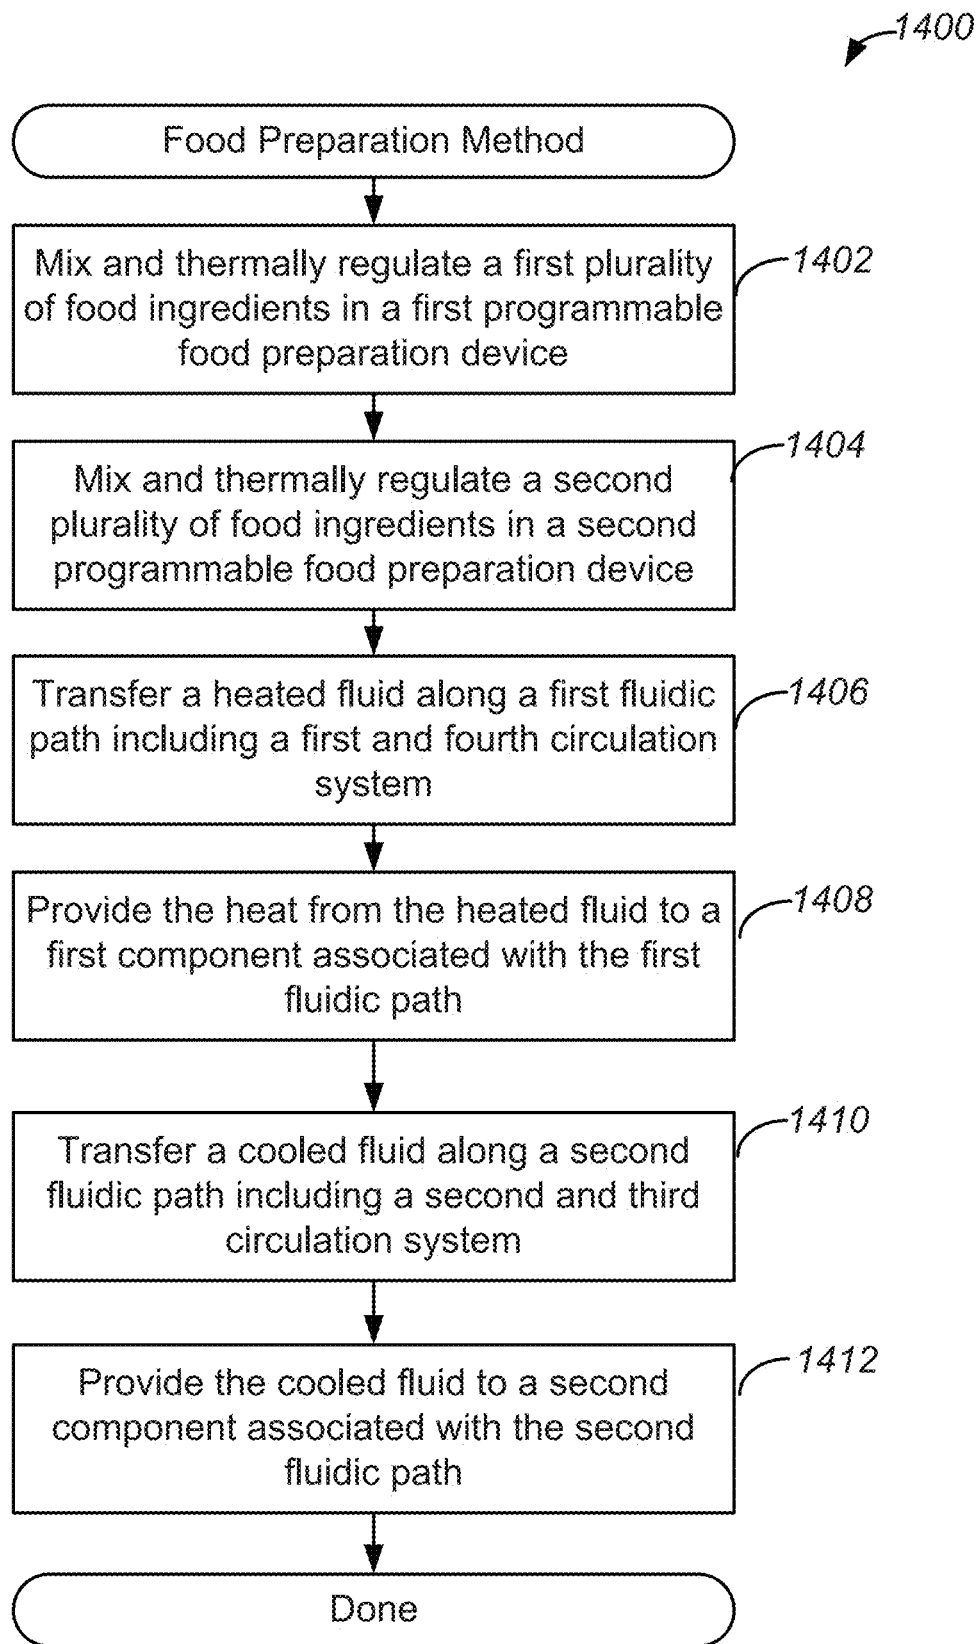 1400
Food Preparation Method
Mix and thermally regulate a first plurality
of food ingredients in a first programmable
food preparation device
1402
Mix and thermally regulate a second
plurality of food ingredients in a second
programmable food preparation device
1404
Transfer a heated fluid along a first fluidic
path including a first and fourth circulation
system
1406
Provide the heat from the heated fluid to a
first component associated with the first
fluidic path
1408
Transfer a cooled fluid along a second
fluidic path including a second and third
circulation system
1410
Provide the cooled fluid to a second
component associated with the second
fluidic path
1412
Done